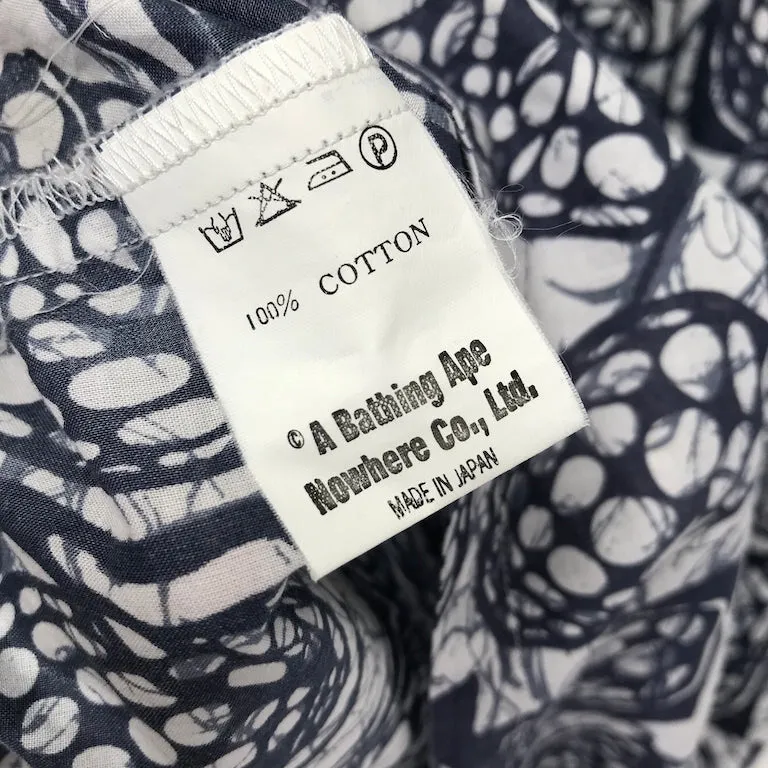 P
100% COTTON
© A Bathing Ape
Nowhere Co., Ltd.
MADE IN JAPAN